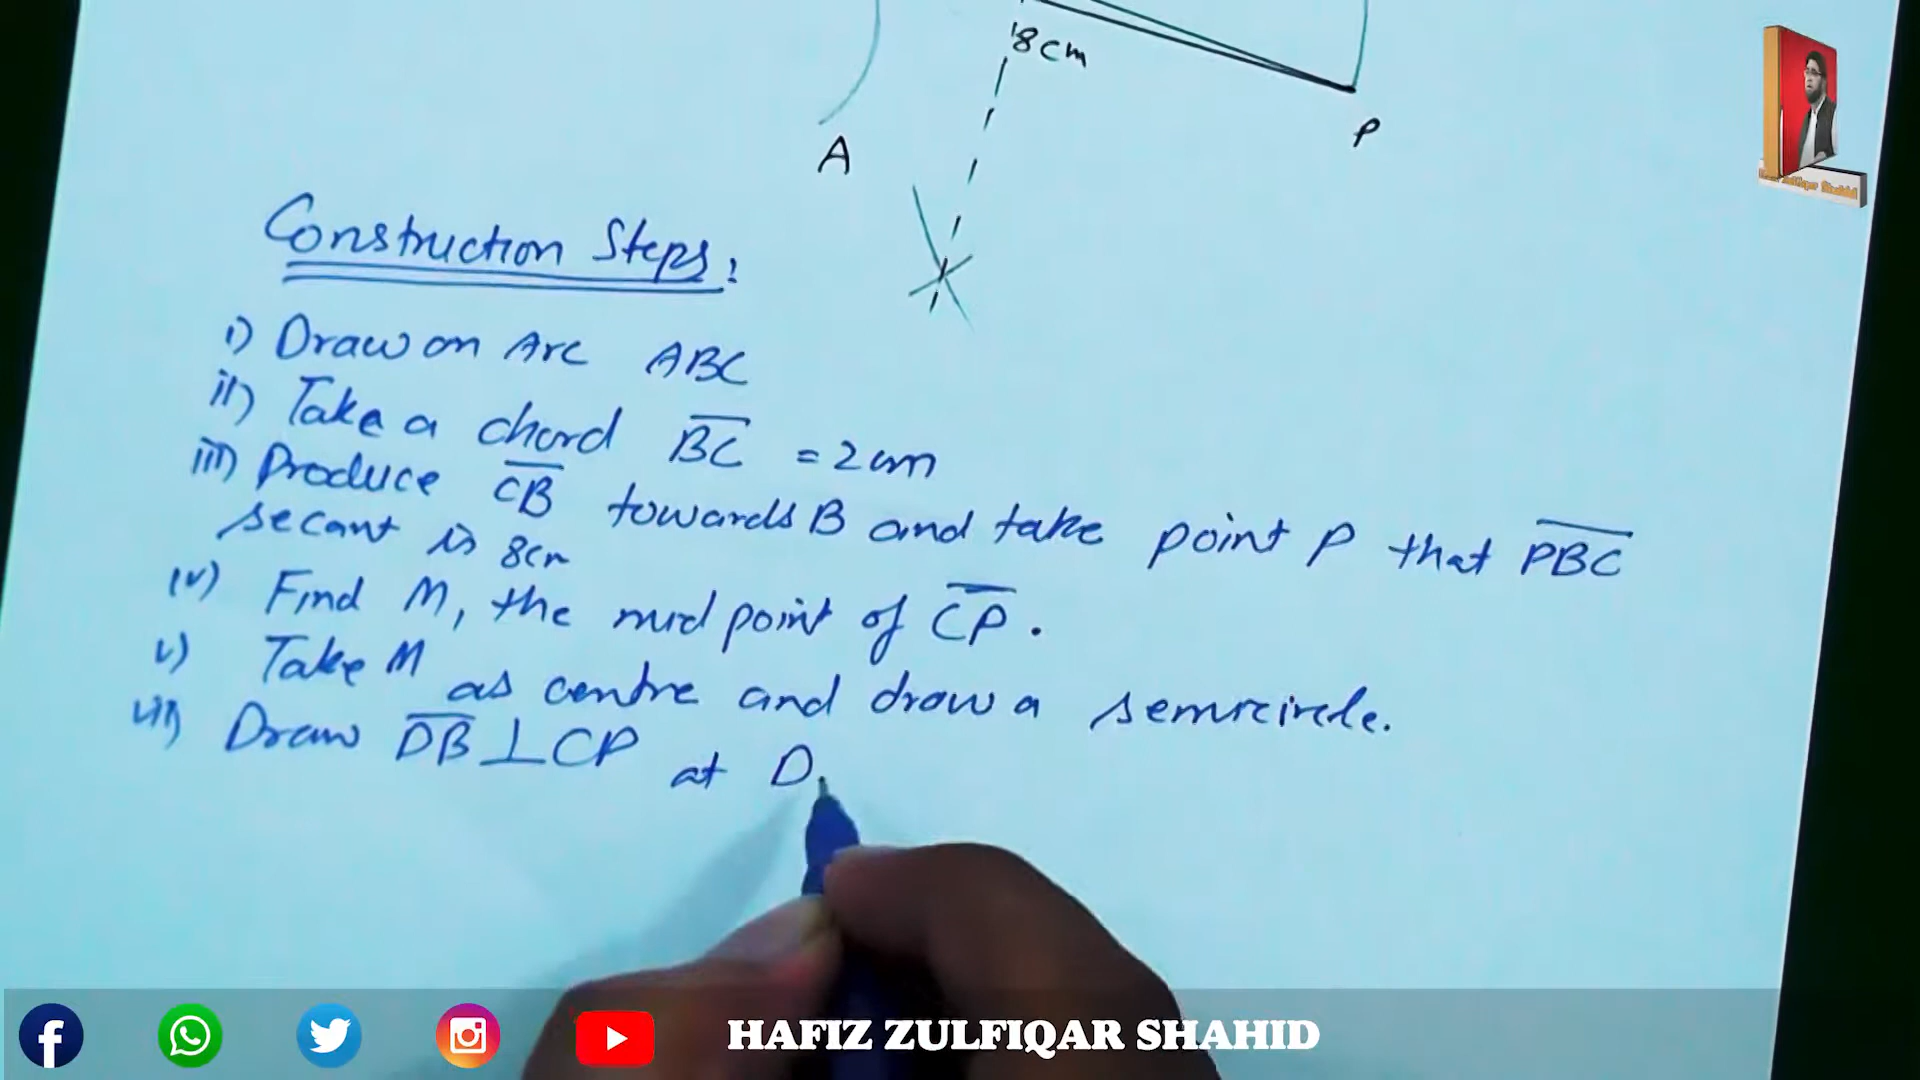 8cm
P
A
Construction Steps:
i) Draw an Arc ABC
ii) Take a chord BC = 2cm
iii) Produce CB towards B and take point P that PBC
secant is 8cm
iv) Find M, the mid point of CP.
v) Take M as centre and draw a semicircle.
vii) Draw DB ⊥ CP at D.
HAFIZ ZULFIQAR SHAHID